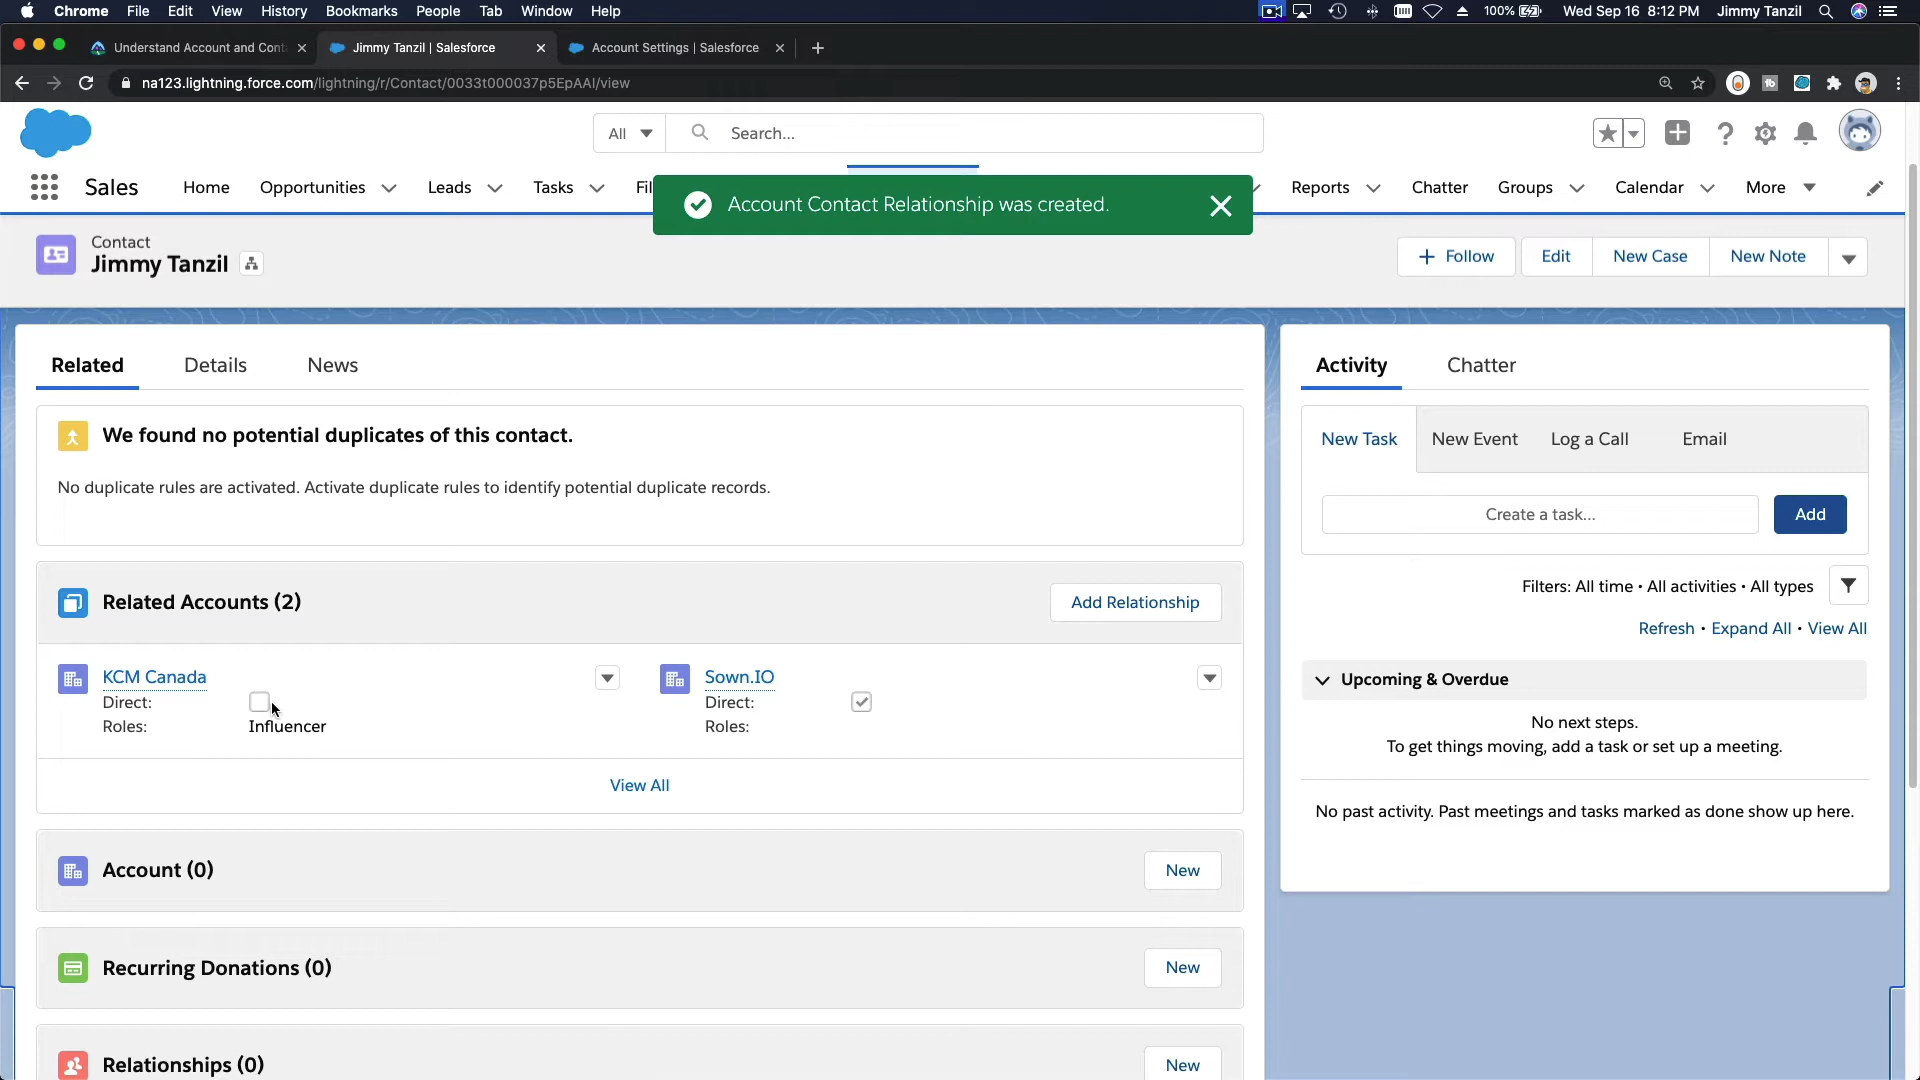 Chrome File Edit View History Bookmarks People Tab Window Help 100% Wed Sep 16 8:12 PM Jimmy Tanzil
Understand Account and Cont
Jimmy Tanzil | Salesforce
Account Settings | Salesforce
na123.lightning.force.com/lightning/r/Contact/0033t000037p5EpAAI/view
All Search...
Sales Home Opportunities Leads Tasks Fil Reports Chatter Groups Calendar More
Account Contact Relationship was created.
Contact
Jimmy Tanzil
Follow Edit New Case New Note
Related Details News
We found no potential duplicates of this contact.
No duplicate rules are activated. Activate duplicate rules to identify potential duplicate records.
Related Accounts (2)
Add Relationship
KCM Canada
Direct:
Roles: Influencer
Sown.IO
Direct:
Roles:
View All
Account (0)
New
Recurring Donations (0)
New
Relationships (0)
New
Activity Chatter
New Task New Event Log a Call Email
Create a task... Add
Filters: All time • All activities • All types
Refresh • Expand All • View All
Upcoming & Overdue
No next steps.
To get things moving, add a task or set up a meeting.
No past activity. Past meetings and tasks marked as done show up here.